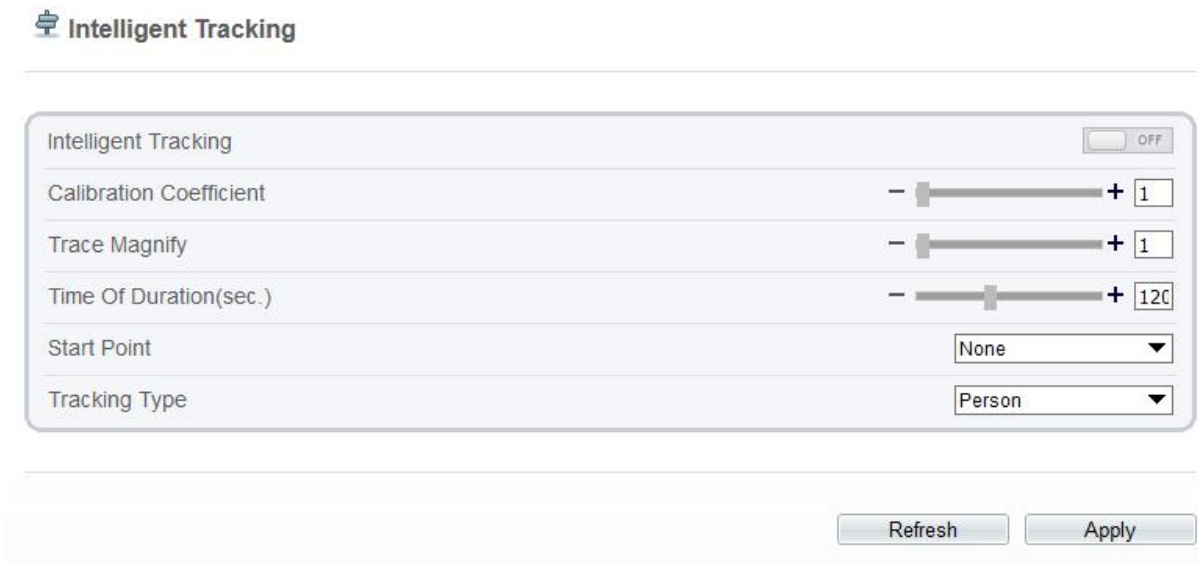 Intelligent Tracking
Intelligent Tracking OFF
Calibration Coefficient − + 1
Trace Magnify − + 1
Time Of Duration(sec.) − + 120
Start Point None
Tracking Type Person
Refresh Apply